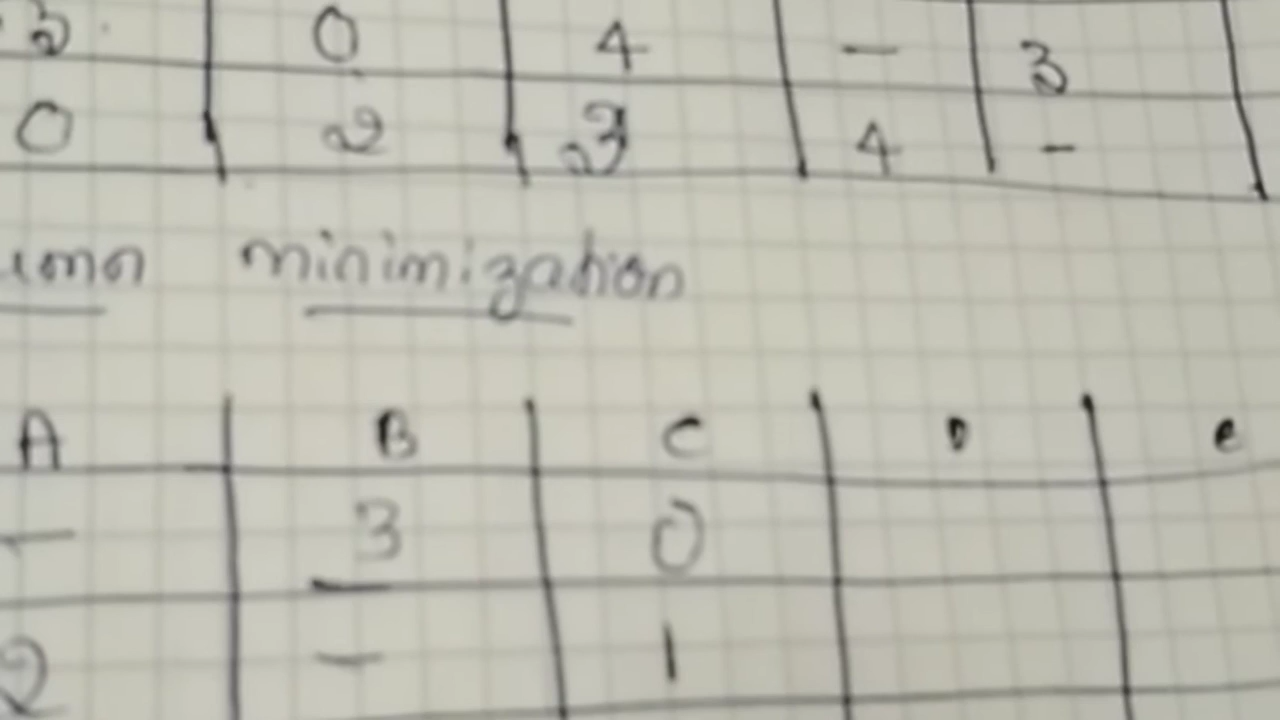 0 4 - 3
0 2 3 4 -
minimization
A B C D e
- 3 0
2 - 1